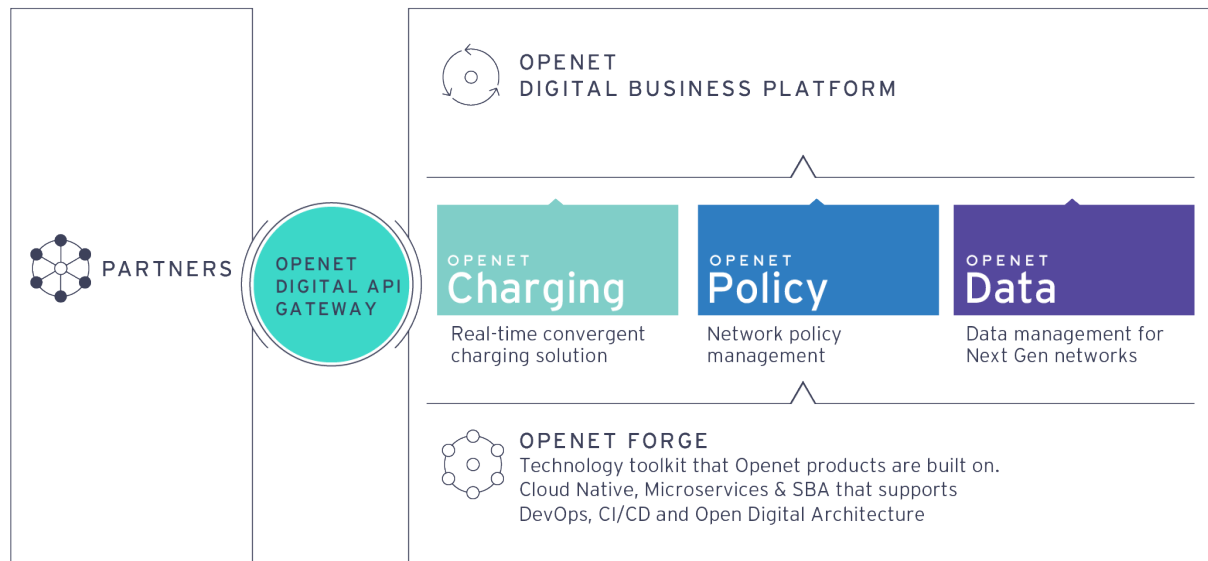 OPENET
DIGITAL BUSINESS PLATFORM
PARTNERS
OPENET
DIGITAL API
GATEWAY
OPENET
Charging
Real-time convergent
charging solution
OPENET
Policy
Network policy
management
OPENET
Data
Data management for
Next Gen networks
OPENET FORGE
Technology toolkit that Openet products are built on.
Cloud Native, Microservices & SBA that supports
DevOps, CI/CD and Open Digital Architecture